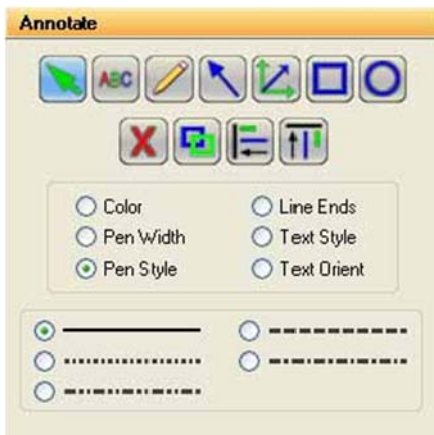 Annotate
ABC
Color
Line Ends
Pen Width
Text Style
Pen Style
Text Orient